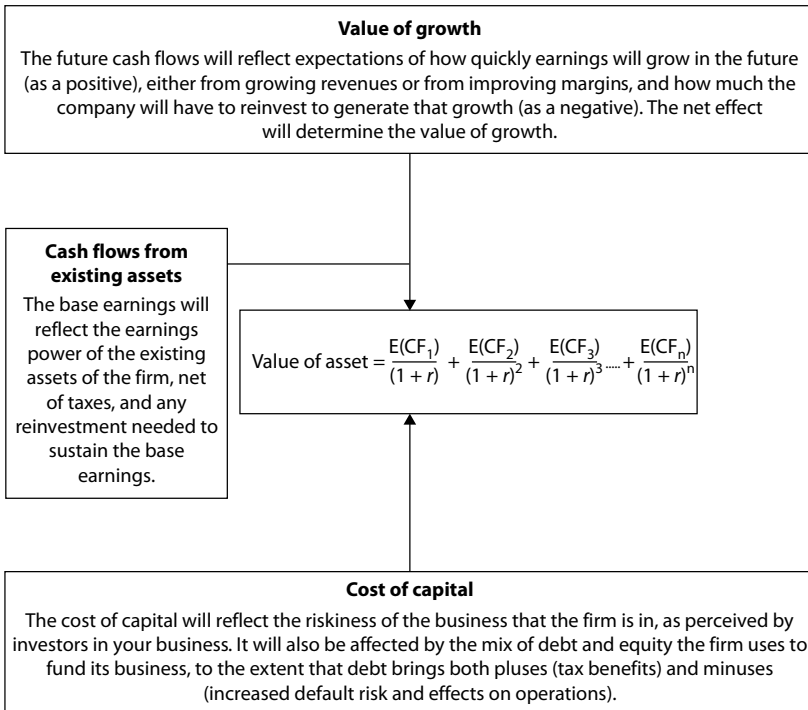 Value of growth
The future cash flows will reflect expectations of how quickly earnings will grow in the future
(as a positive), either from growing revenues or from improving margins, and how much the
company will have to reinvest to generate that growth (as a negative). The net effect
will determine the value of growth.
Cash flows from
existing assets
The base earnings will
reflect the earnings
power of the existing
assets of the firm, net
of taxes, and any
reinvestment needed to
sustain the base
earnings.
Value of asset = E(CF₁)/(1 + r) + E(CF₂)/(1 + r)² + E(CF₃)/(1 + r)³ ..... + E(CFₙ)/(1 + r)ⁿ
Cost of capital
The cost of capital will reflect the riskiness of the business that the firm is in, as perceived by
investors in your business. It will also be affected by the mix of debt and equity the firm uses to
fund its business, to the extent that debt brings both pluses (tax benefits) and minuses
(increased default risk and effects on operations).